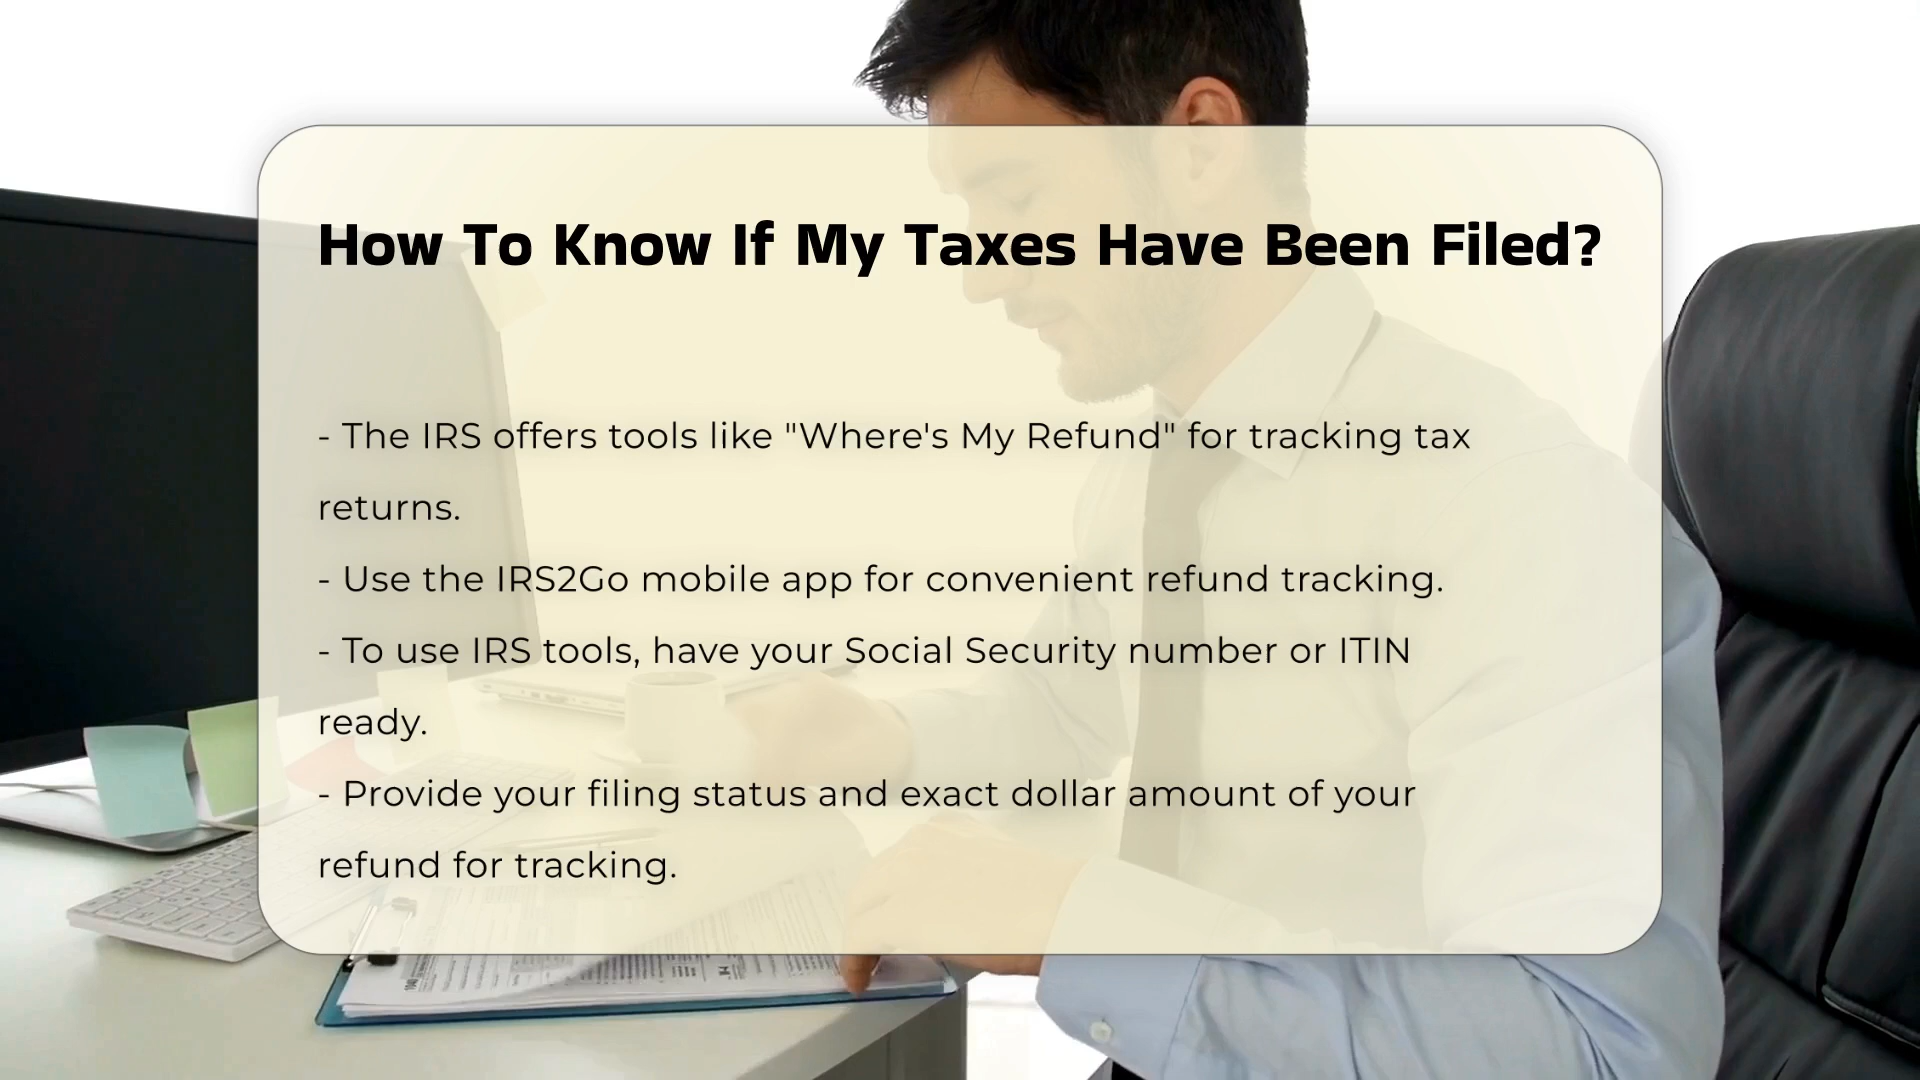 How To Know If My Taxes Have Been Filed?
- The IRS offers tools like "Where's My Refund" for tracking tax
returns.
- Use the IRS2Go mobile app for convenient refund tracking.
- To use IRS tools, have your Social Security number or ITIN
ready.
- Provide your filing status and exact dollar amount of your
refund for tracking.